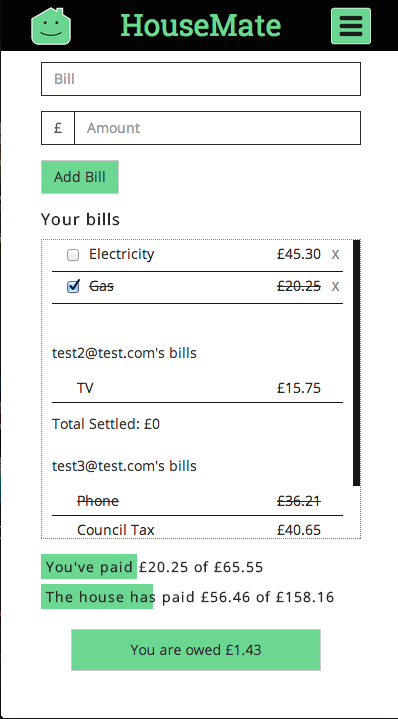 HouseMate
Bill
£ Amount
Add Bill
Your bills
Electricity £45.30 x
Gas £20.25 x
test2@test.com's bills
TV £15.75
Total Settled: £0
test3@test.com's bills
Phone £36.21
Council Tax £40.65
You've paid £20.25 of £65.55
The house has paid £56.46 of £158.16
You are owed £1.43